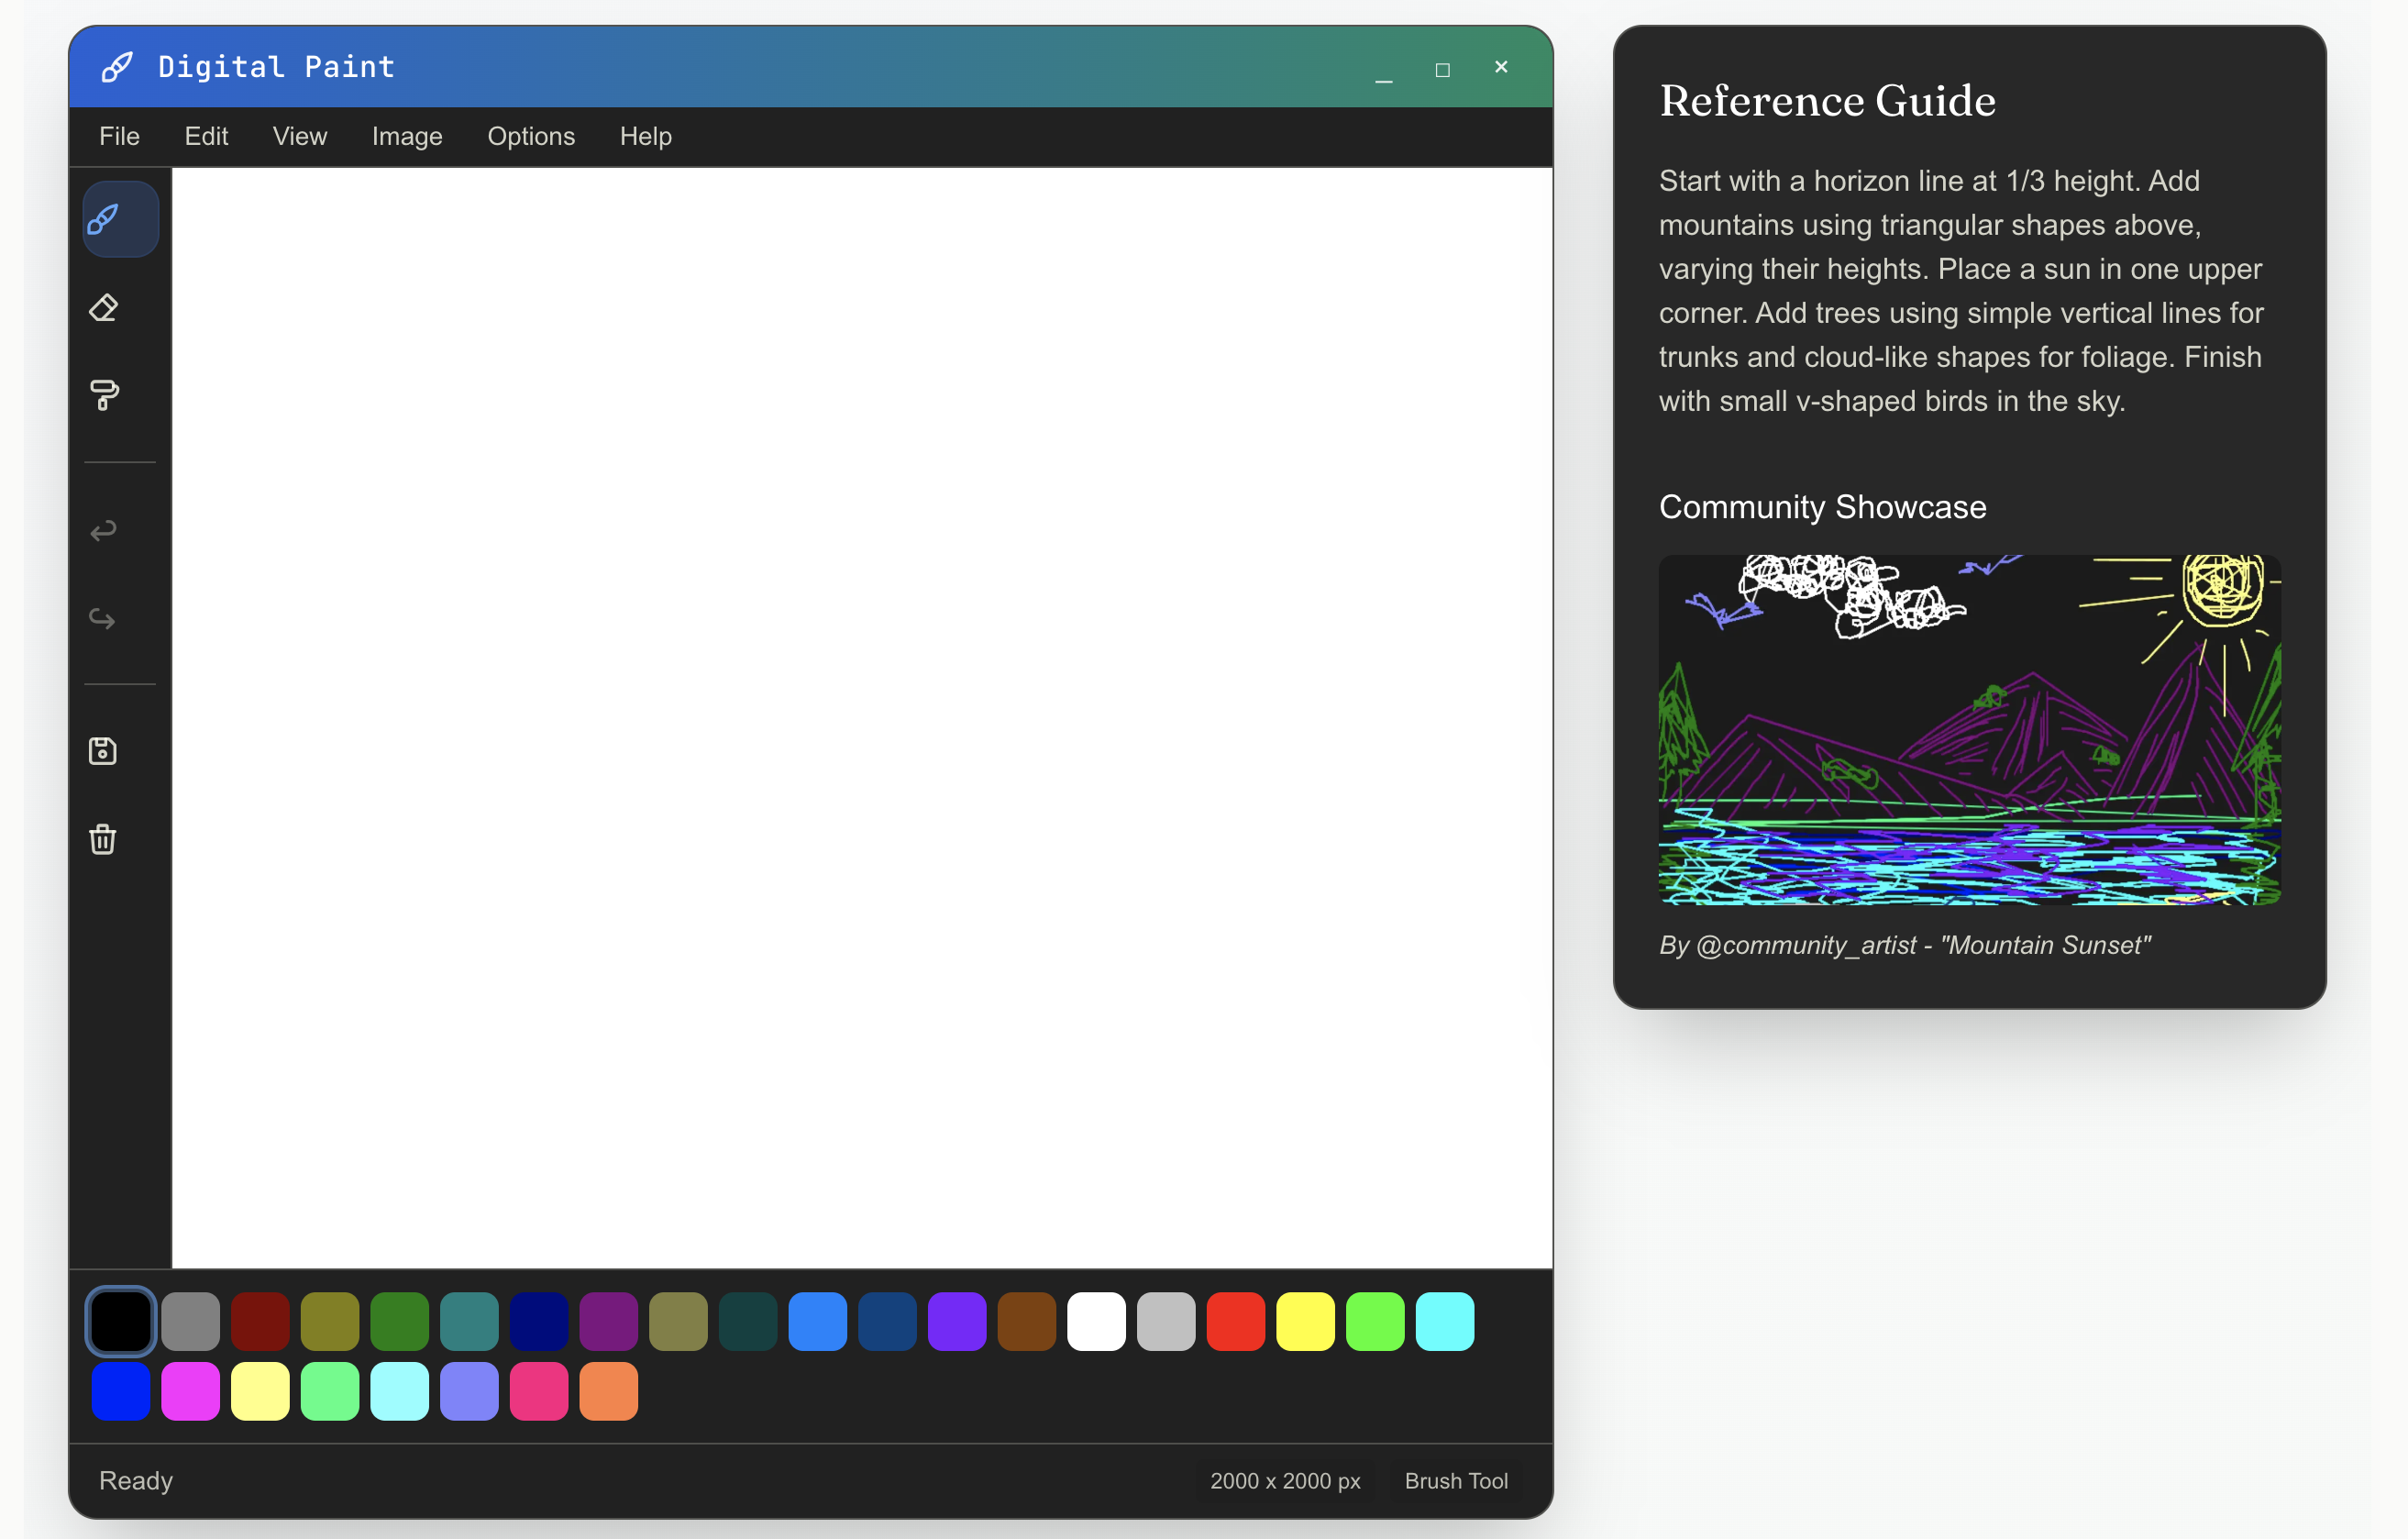 Digital Paint
File Edit View Image Options Help
Ready
2000 x 2000 px Brush Tool
Reference Guide
Start with a horizon line at 1/3 height. Add
mountains using triangular shapes above,
varying their heights. Place a sun in one upper
corner. Add trees using simple vertical lines for
trunks and cloud-like shapes for foliage. Finish
with small v-shaped birds in the sky.
Community Showcase
By @community_artist - "Mountain Sunset"